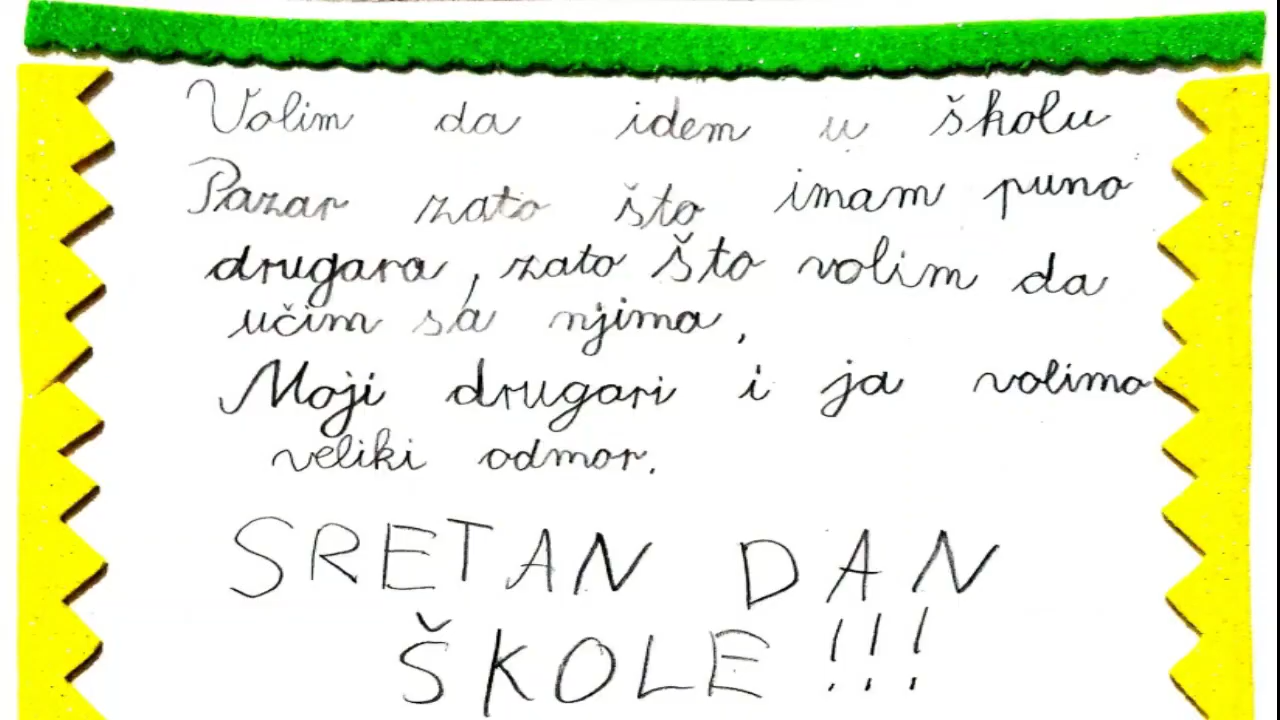 Volim da idem u školu
Pazar zato što imam puno
drugara, zato što volim da
učim sa njima,
Moji drugari i ja volimo
veliki odmor.
SRETAN DAN
ŠKOLE!!!